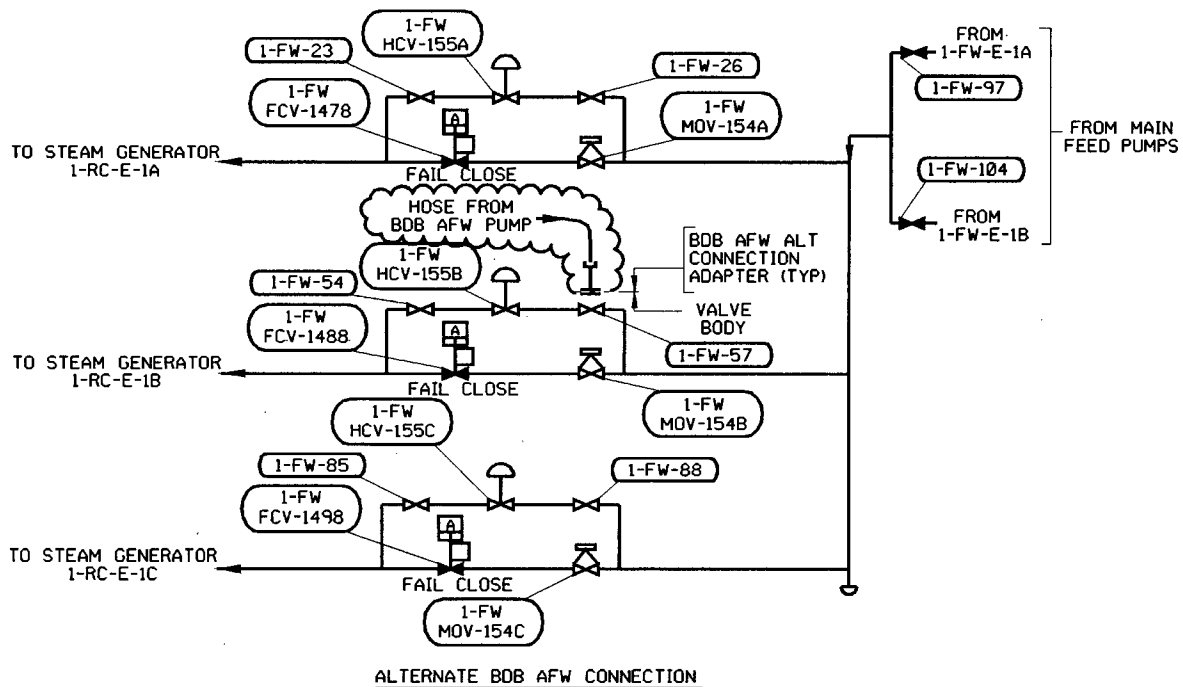 1-FW
HCV-155A
1-FW-23
1-FW-26
1-FW
FCV-1478
A
1-FW
MOV-154A
TO STEAM GENERATOR
1-RC-E-1A
FAIL CLOSE
FROM
1-FW-E-1A
1-FW-97
FROM MAIN
FEED PUMPS
1-FW-104
FROM
1-FW-E-1B
HOSE FROM
BDB AFW PUMP
BDB AFW ALT
CONNECTION
ADAPTER (TYP)
VALVE
BODY
1-FW
HCV-155B
1-FW-54
1-FW
FCV-1488
A
1-FW-57
TO STEAM GENERATOR
1-RC-E-1B
FAIL CLOSE
1-FW
MOV-154B
1-FW
HCV-155C
1-FW-85
1-FW-88
1-FW
FCV-1498
A
TO STEAM GENERATOR
1-RC-E-1C
FAIL CLOSE
1-FW
MOV-154C
ALTERNATE BDB AFW CONNECTION